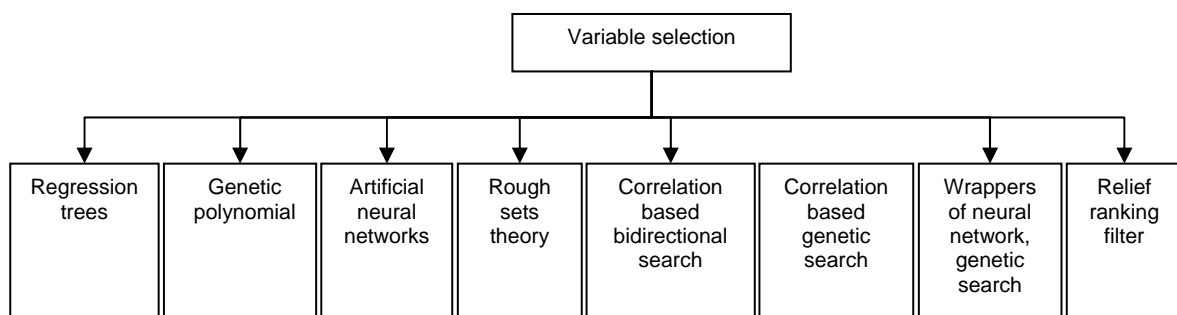 Variable selection
Regression
trees
Genetic
polynomial
Artificial
neural
networks
Rough
sets
theory
Correlation
based
bidirectional
search
Correlation
based
genetic
search
Wrappers
of neural
network,
genetic
search
Relief
ranking
filter